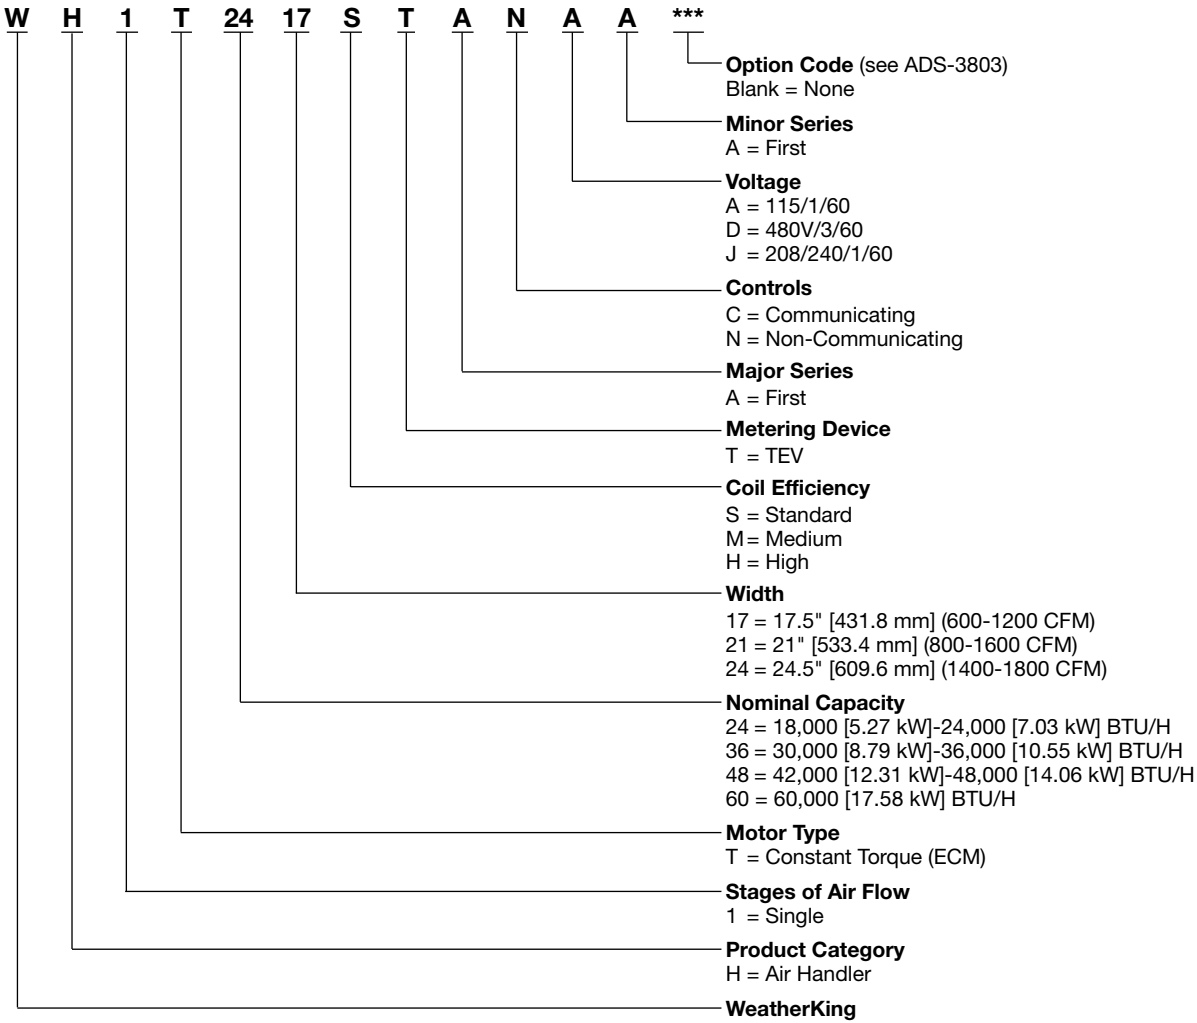 W H 1 T 24 17 S T A N A A ***
Option Code (see ADS-3803)
Blank = None
Minor Series
A = First
Voltage
A = 115/1/60
D = 480V/3/60
J = 208/240/1/60
Controls
C = Communicating
N = Non-Communicating
Major Series
A = First
Metering Device
T = TEV
Coil Efficiency
S = Standard
M = Medium
H = High
Width
17 = 17.5" [431.8 mm] (600-1200 CFM)
21 = 21" [533.4 mm] (800-1600 CFM)
24 = 24.5" [609.6 mm] (1400-1800 CFM)
Nominal Capacity
24 = 18,000 [5.27 kW]-24,000 [7.03 kW] BTU/H
36 = 30,000 [8.79 kW]-36,000 [10.55 kW] BTU/H
48 = 42,000 [12.31 kW]-48,000 [14.06 kW] BTU/H
60 = 60,000 [17.58 kW] BTU/H
Motor Type
T = Constant Torque (ECM)
Stages of Air Flow
1 = Single
Product Category
H = Air Handler
WeatherKing